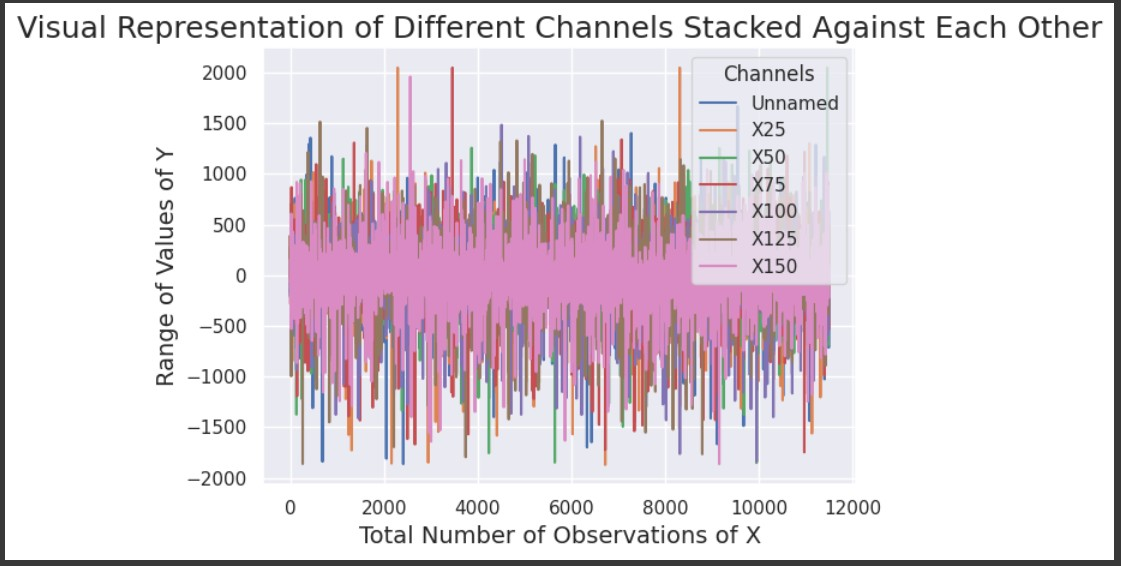 Visual Representation of Different Channels Stacked Against Each Other
Range of Values of Y
2000
1500
1000
500
0
−500
−1000
−1500
−2000
Channels
Unnamed
X25
X50
X75
X100
X125
X150
0 2000 4000 6000 8000 10000 12000
Total Number of Observations of X